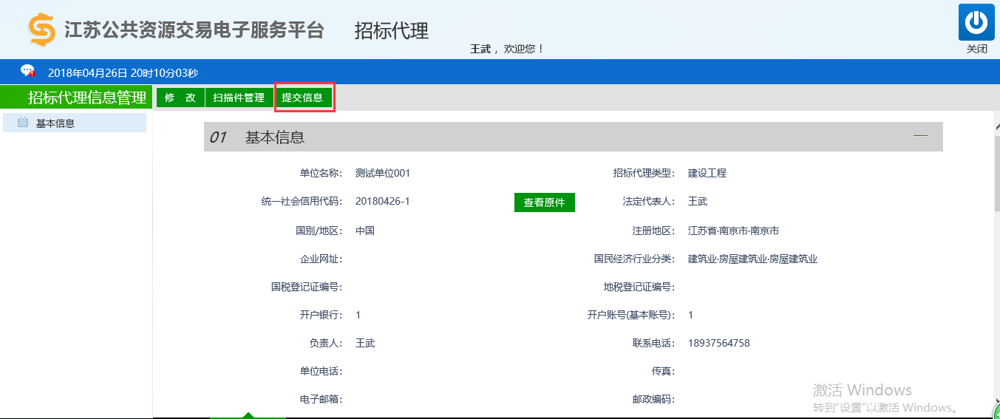 江苏公共资源交易电子服务平台 招标代理
王武， 欢迎您！
关闭
2018年04月26日 20时10分03秒
招标代理信息管理
修 改 扫描件管理 提交信息
基本信息
01 基本信息
单位名称： 测试单位001 招标代理类型： 建设工程
统一社会信用代码： 20180426-1 查看原件 法定代表人： 王武
国别/地区： 中国 注册地区： 江苏省·南京市·南京市
企业网址： 国民经济行业分类： 建筑业·房屋建筑业·房屋建筑业
国税登记证编号： 地税登记证编号：
开户银行： 1 开户账号(基本账号)： 1
负责人： 王武 联系电话： 18937564758
单位电话： 传真：
电子邮箱： 邮政编码：
激活 Windows
转到“设置”以激活 Windows。